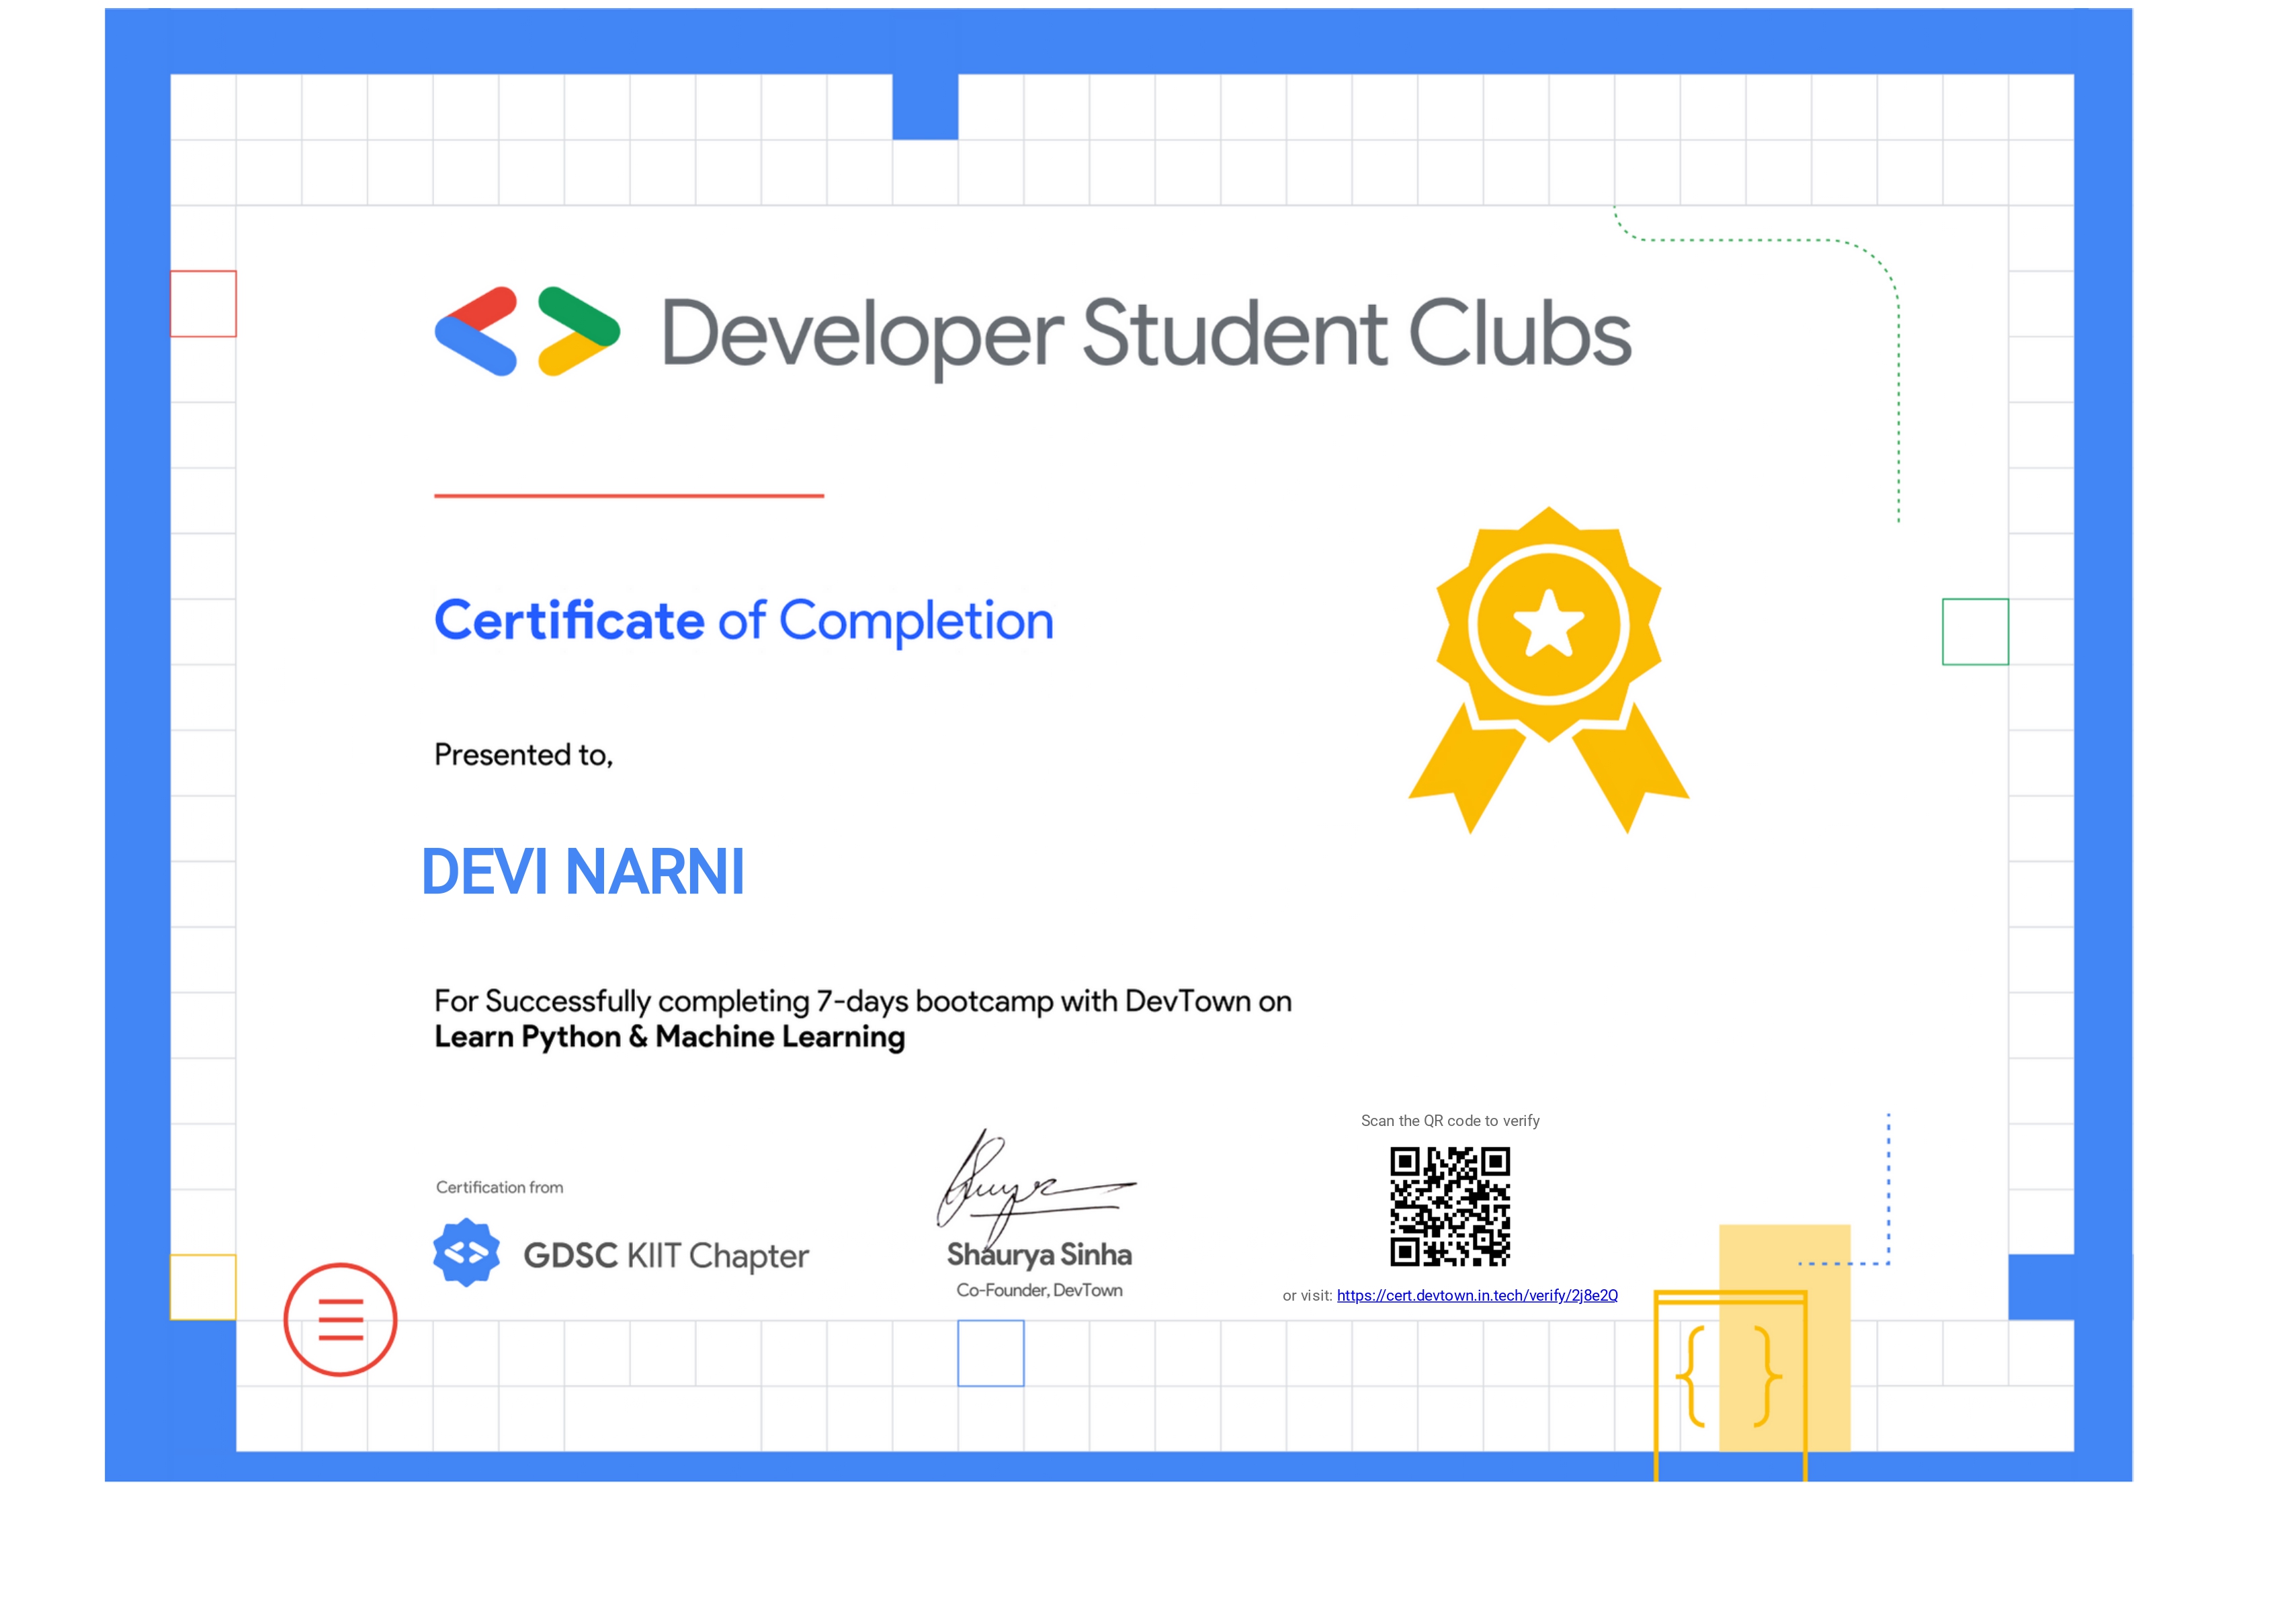 Developer Student Clubs
Certificate of Completion
Presented to,
DEVI NARNI
For Successfully completing 7-days bootcamp with DevTown on
Learn Python & Machine Learning
Certification from
GDSC KIIT Chapter
Shaurya Sinha
Co-Founder, DevTown
Scan the QR code to verify
or visit: https://cert.devtown.in.tech/verify/2j8e2Q